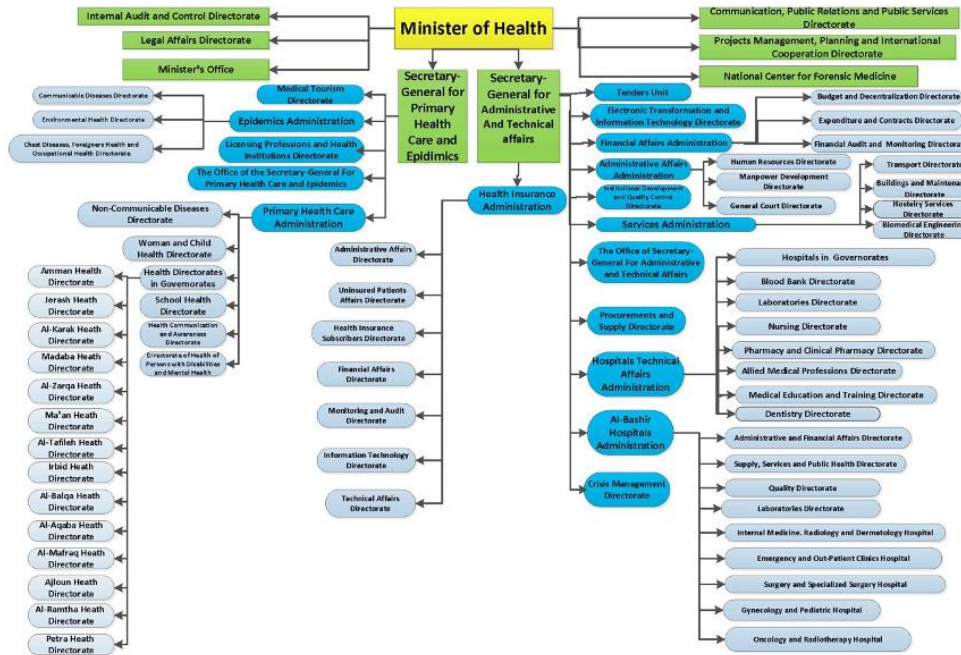 Internal Audit and Control Directorate
Legal Affairs Directorate
Minister's Office
Minister of Health
Communication, Public Relations and Public Services
Directorate
Projects Management, Planning and International
Cooperation Directorate
National Center for Forensic Medicine
Secretary-
General for
Primary
Health
Care and
Epidimics
Secretary-
General for
Administrative
And Technical
affairs
Medical Tourism
Directorate
Epidemics Administration
Licensing Professions and Health
Institutions Directorate
The Office of the Secretary-General For
Primary Health Care and Epidemics
Primary Health Care
Administration
Communicable Diseases Directorate
Environmental Health Directorate
Chest Diseases, Foreigners Health and
Occupational Health Directorate
Non-Communicable Diseases
Directorate
Woman and Child
Health Directorate
Health Directorates
in Governorates
School Health
Directorate
Health Communication
and Awareness
Directorate
Directorate of Health of
Persons with Disabilities
and Mental Health
Amman Health
Directorate
Jerash Heath
Directorate
Al-Karak Heath
Directorate
Madaba Heath
Directorate
Al-Zarqa Heath
Directorate
Ma'an Heath
Directorate
Al-Tafileh Heath
Directorate
Irbid Heath
Directorate
Al-Balqa Heath
Directorate
Al-Aqaba Heath
Directorate
Al-Mafraq Heath
Directorate
Ajloun Heath
Directorate
Al-Ramtha Heath
Directorate
Petra Heath
Directorate
Health Insurance
Administration
Administrative Affairs
Directorate
Uninsured Patients
Affairs Directorate
Health Insurance
Subscribers Directorate
Financial Affairs
Directorate
Monitoring and Audit
Directorate
Information Technology
Directorate
Technical Affairs
Directorate
Tenders Unit
Electronic Transformation and
Information Technology Directorate
Financial Affairs Administration
Administrative Affairs
Administration
Institutional Development
and Quality Control
Directorate
Services Administration
The Office of Secretary-
General For Administrative
and Technical Affairs
Procurements and
Supply Directorate
Hospitals Technical
Affairs
Administration
Al-Bashir
Hospitals
Administration
Crisis Management
Directorate
Budget and Decentralization Directorate
Expenditure and Contracts Directorate
Financial Audit and Monitoring Directora
Human Resources Directorate
Manpower Development
Directorate
General Court Directorate
Transport Directorate
Buildings and Maintenan
Directorate
Hostelry Services
Directorate
Biomedical Engineering
Directorate
Hospitals in Governorates
Blood Bank Directorate
Laboratories Directorate
Nursing Directorate
Pharmacy and Clinical Pharmacy Directorate
Allied Medical Professions Directorate
Medical Education and Training Directorate
Dentistry Directorate
Administrative and Financial Affairs Directorate
Supply, Services and Public Health Directorate
Quality Directorate
Laboratories Directorate
Internal Medicine. Radiology and Dermatology Hospital
Emergency and Out-Patient Clinics Hospital
Surgery and Specialized Surgery Hospital
Gynecology and Pediatric Hospital
Oncology and Radiotherapy Hospital